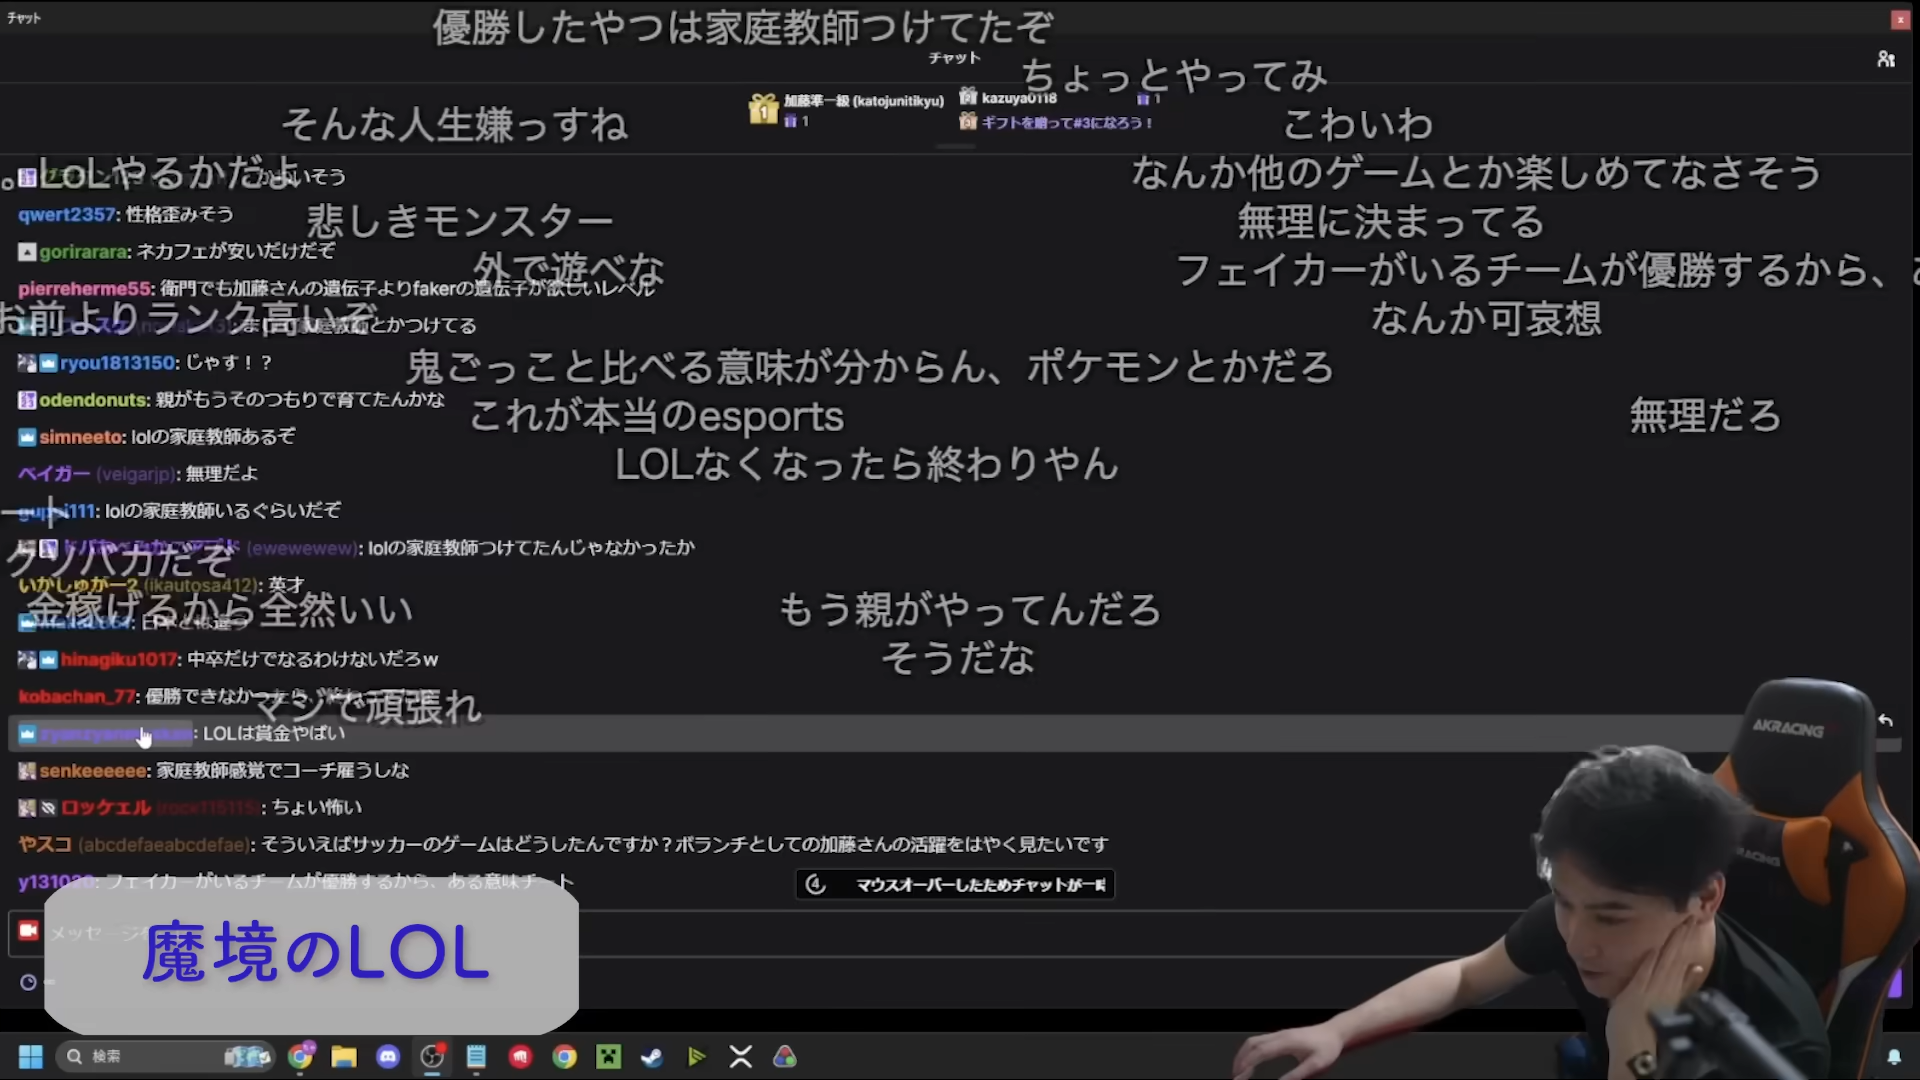 チャット
優勝したやつは家庭教師つけてたぞ
チャット
ちょっとやってみ
加藤準一級 (katojunitikyu)
1
kazuya0118
1
ギフトを贈って#3になろう!
そんな人生嫌っすね
こわいわ
。LoLやるかだよ
かわいそう
なんか他のゲームとか楽しめてなさそう
qwert2357: 性格歪みそう
悲しきモンスター
無理に決まってる
gorirarara: ネカフェが安いだけだぞ
外で遊べな
フェイカーがいるチームが優勝するから、
pierreherme55: 衛門でも加藤さんの遺伝子よりfakerの遺伝子が欲しいレベル
お前よりランク高いぞ
とかつけてる
なんか可哀想
ryou1813150: じゃす！？
鬼ごっこと比べる意味が分からん、ポケモンとかだろ
odendonuts: 親がもうそのつもりで育てたんかな
これが本当のesports
無理だろ
simneeto: lolの家庭教師あるぞ
LOLなくなったら終わりやん
ベイガー (veigarjp): 無理だよ
111: lolの家庭教師いるぐらいだぞ
(ewewewew): lolの家庭教師つけてたんじゃなかったか
クソバカだぞ
いかしゅがー2 (ikautosa412): 英才
金稼げるから全然いい
もう親がやってんだろ
そうだな
hinagiku1017: 中卒だけでなるわけないだろw
kobachan_77: 優勝できなかったら
マジで頑張れ
: LOLは賞金やばい
senkeeeeee: 家庭教師感覚でコーチ雇うしな
ロッケェル : ちょい怖い
やスコ (abcdefaeabcdefae): そういえばサッカーのゲームはどうしたんですか？ボランチとしての加藤さんの活躍をはやく見たいです
フェイカーがいるチームが優勝するから、ある意味チート
4
マウスオーバーしたためチャットが一時
魔境のLOL
AKRACING
検索